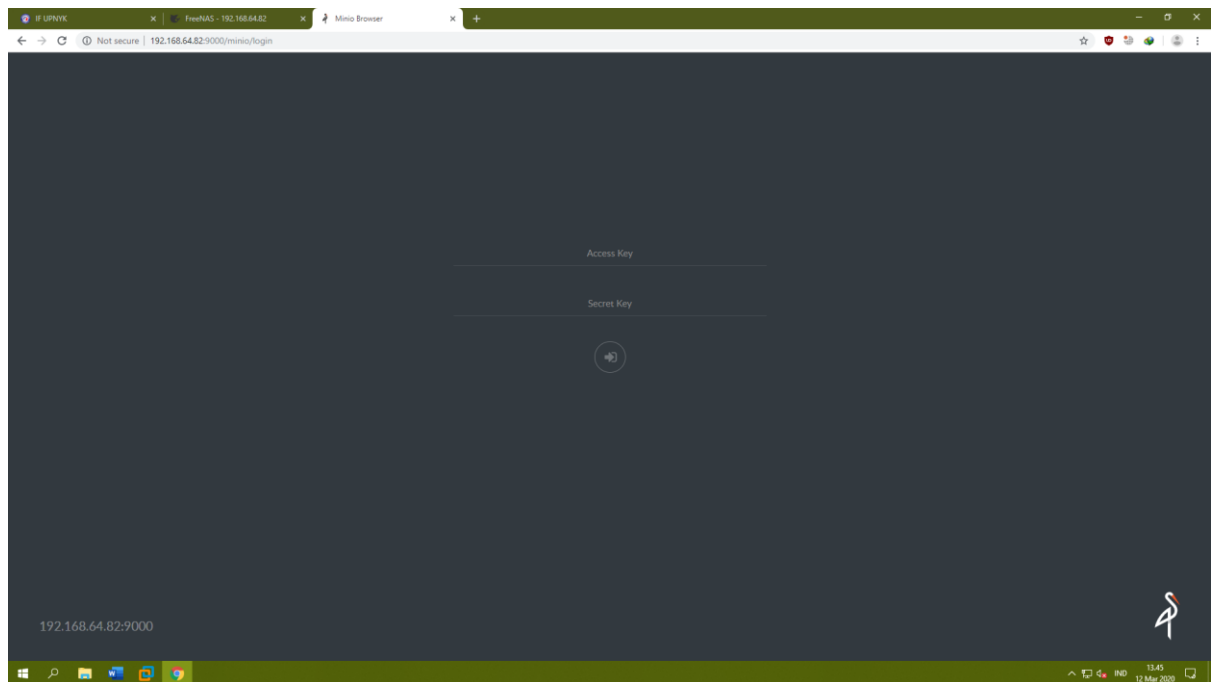 IF UPNYK
FreeNAS - 192.168.64.82
Minio Browser
Not secure | 192.168.64.82:9000/minio/login
Access Key
Secret Key
192.168.64.82:9000
IND
13.45
12 Mar 2020